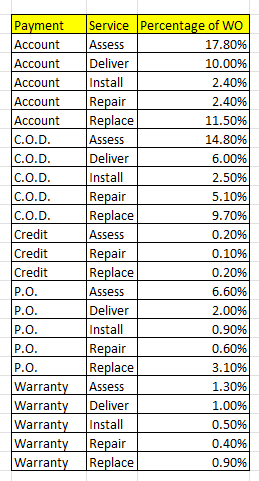 Payment Service Percentage of WO
Account Assess 17.80%
Account Deliver 10.00%
Account Install 2.40%
Account Repair 2.40%
Account Replace 11.50%
C.O.D. Assess 14.80%
C.O.D. Deliver 6.00%
C.O.D. Install 2.50%
C.O.D. Repair 5.10%
C.O.D. Replace 9.70%
Credit Assess 0.20%
Credit Repair 0.10%
Credit Replace 0.20%
P.O. Assess 6.60%
P.O. Deliver 2.00%
P.O. Install 0.90%
P.O. Repair 0.60%
P.O. Replace 3.10%
Warranty Assess 1.30%
Warranty Deliver 1.00%
Warranty Install 0.50%
Warranty Repair 0.40%
Warranty Replace 0.90%